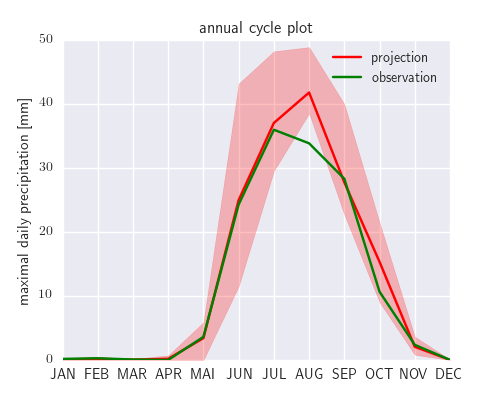 annual cycle plot
projection
observation
maximal daily precipitation [mm]
50
40
30
20
10
0
JAN FEB MAR APR MAI JUN JUL AUG SEP OCT NOV DEC